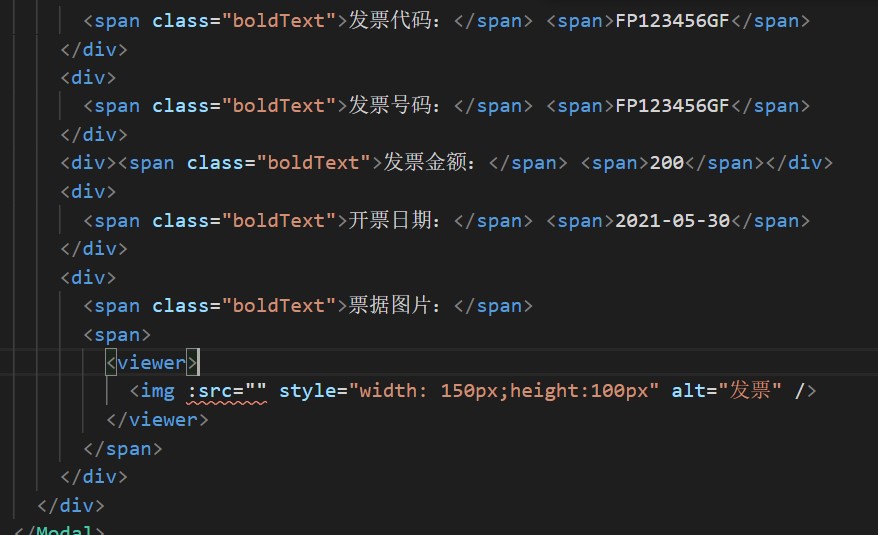 <span class="boldText">发票代码：</span> <span>FP123456GF</span>
</div>
<div>
<span class="boldText">发票号码：</span> <span>FP123456GF</span>
</div>
<div><span class="boldText">发票金额：</span> <span>200</span></div>
<div>
<span class="boldText">开票日期：</span> <span>2021-05-30</span>
</div>
<div>
<span class="boldText">票据图片：</span>
<span>
<viewer>
<img :src="" style="width: 150px;height:100px" alt="发票" />
</viewer>
</span>
</div>
</div>
</Modal>